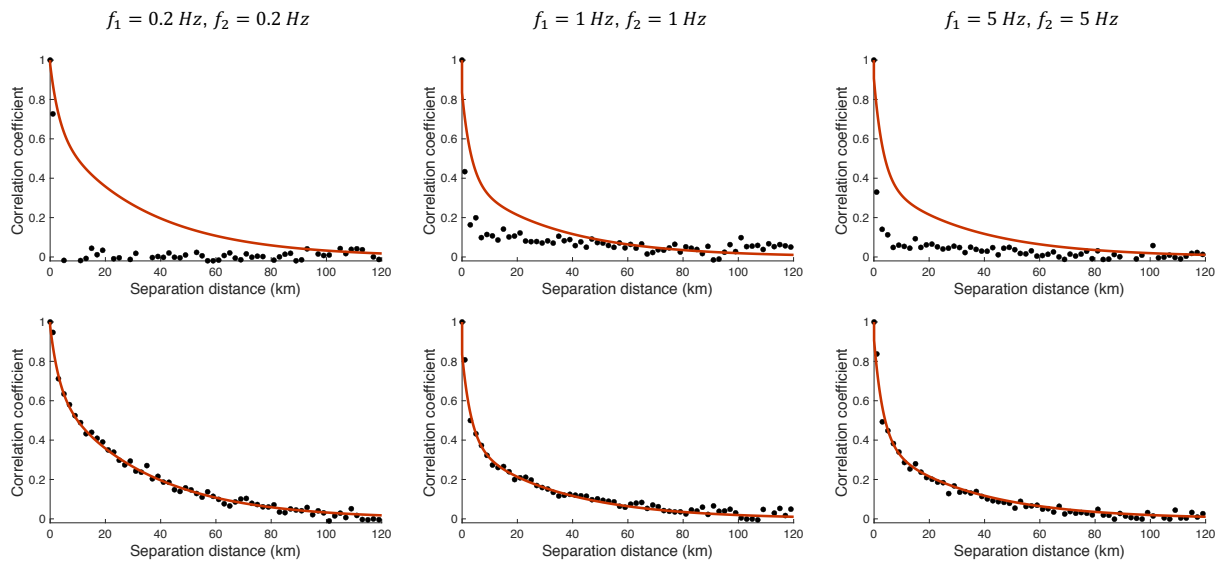 f₁ = 0.2 Hz, f₂ = 0.2 Hz
f₁ = 1 Hz, f₂ = 1 Hz
f₁ = 5 Hz, f₂ = 5 Hz
Correlation coefficient
1
0.8
0.6
0.4
0.2
0
0 20 40 60 80 100 120
Separation distance (km)
Correlation coefficient
1
0.8
0.6
0.4
0.2
0
0 20 40 60 80 100 120
Separation distance (km)
Correlation coefficient
1
0.8
0.6
0.4
0.2
0
0 20 40 60 80 100 120
Separation distance (km)
Correlation coefficient
1
0.8
0.6
0.4
0.2
0
0 20 40 60 80 100 120
Separation distance (km)
Correlation coefficient
1
0.8
0.6
0.4
0.2
0
0 20 40 60 80 100 120
Separation distance (km)
Correlation coefficient
1
0.8
0.6
0.4
0.2
0
0 20 40 60 80 100 120
Separation distance (km)